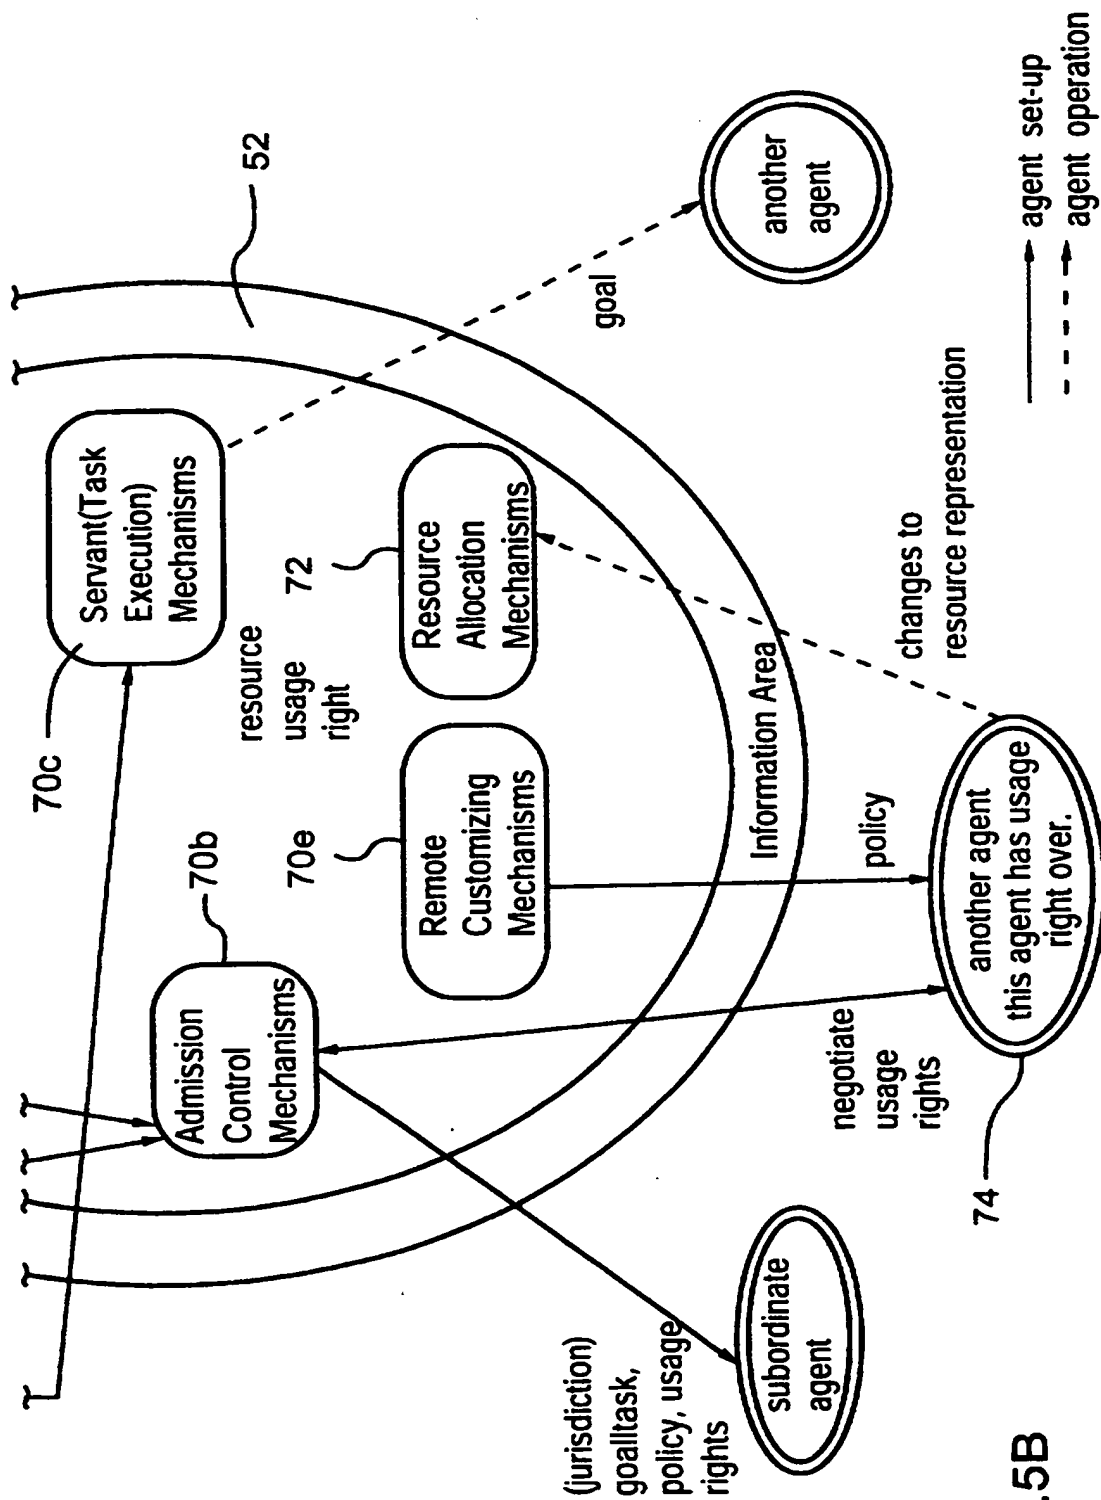 52
70c
Servant(Task
Execution)
Mechanisms
70b
Admission
Control
Mechanisms
resource
usage
right
70e
Remote
Customizing
Mechanisms
72
Resource
Allocation
Mechanisms
Information Area
goal
another
agent
(jurisdiction)
goalltask,
policy, usage
rights
subordinate
agent
negotiate
usage
rights
policy
changes to
resource representation
74
another agent
this agent has usage
right over.
agent set-up
agent operation
.5B